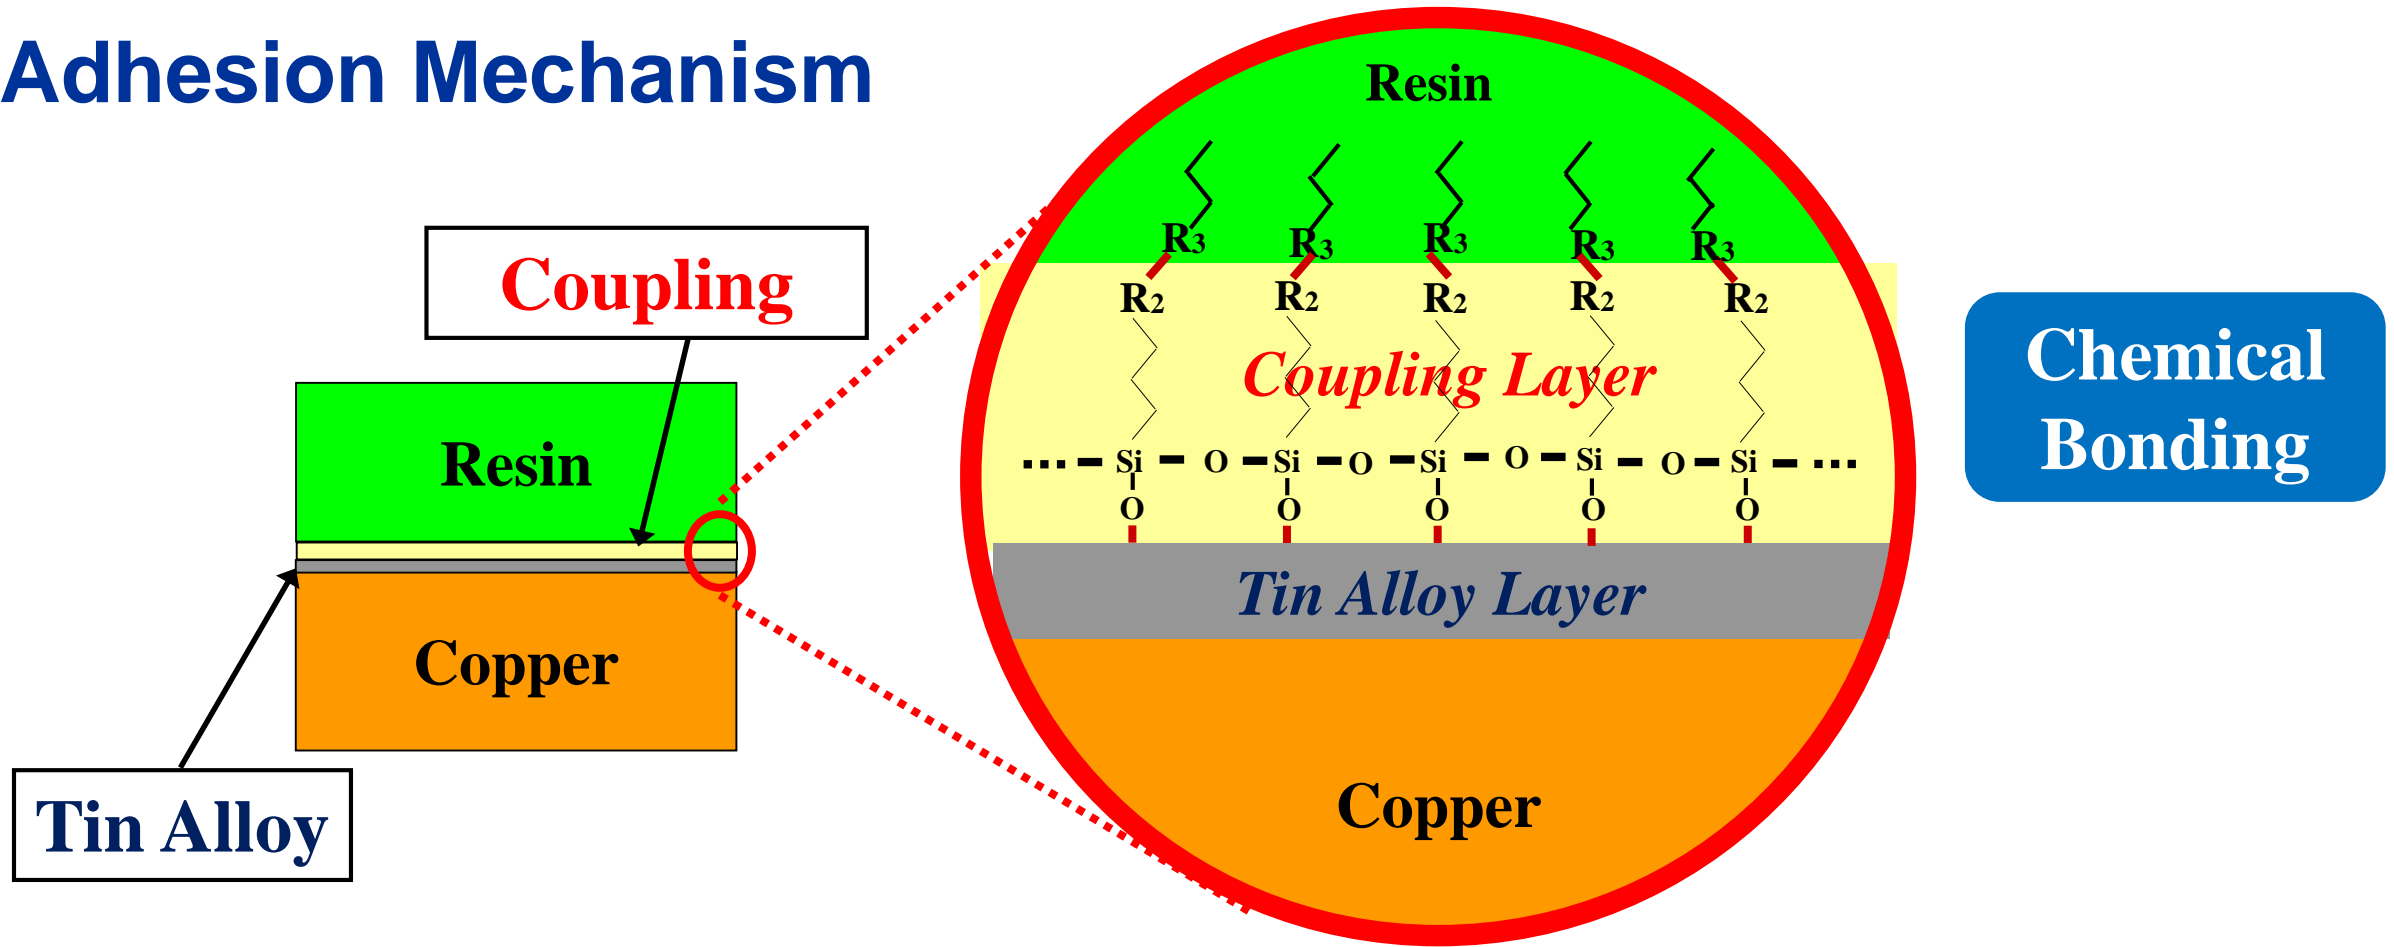 Adhesion Mechanism
Coupling
Resin
Copper
Tin Alloy
Resin
R3 R3 R3 R3 R3
R2 R2 R2 R2 R2
Coupling Layer
... Si O Si O Si O Si O Si ...
O O O O O
Tin Alloy Layer
Copper
Chemical
Bonding